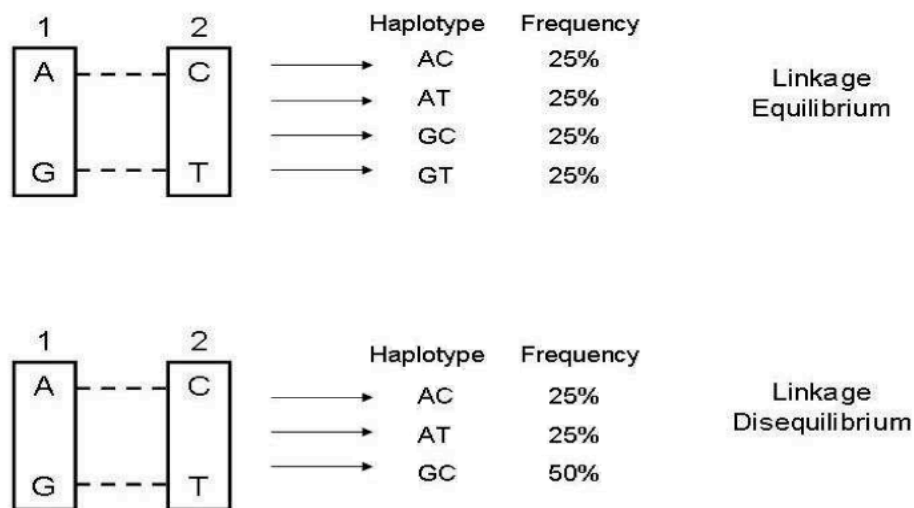 1 2 Haplotype Frequency
A C AC 25%
AT 25%
Linkage
Equilibrium
GC 25%
G T GT 25%
1 2
Haplotype Frequency
A C AC 25%
AT 25%
Linkage
Disequilibrium
G T GC 50%